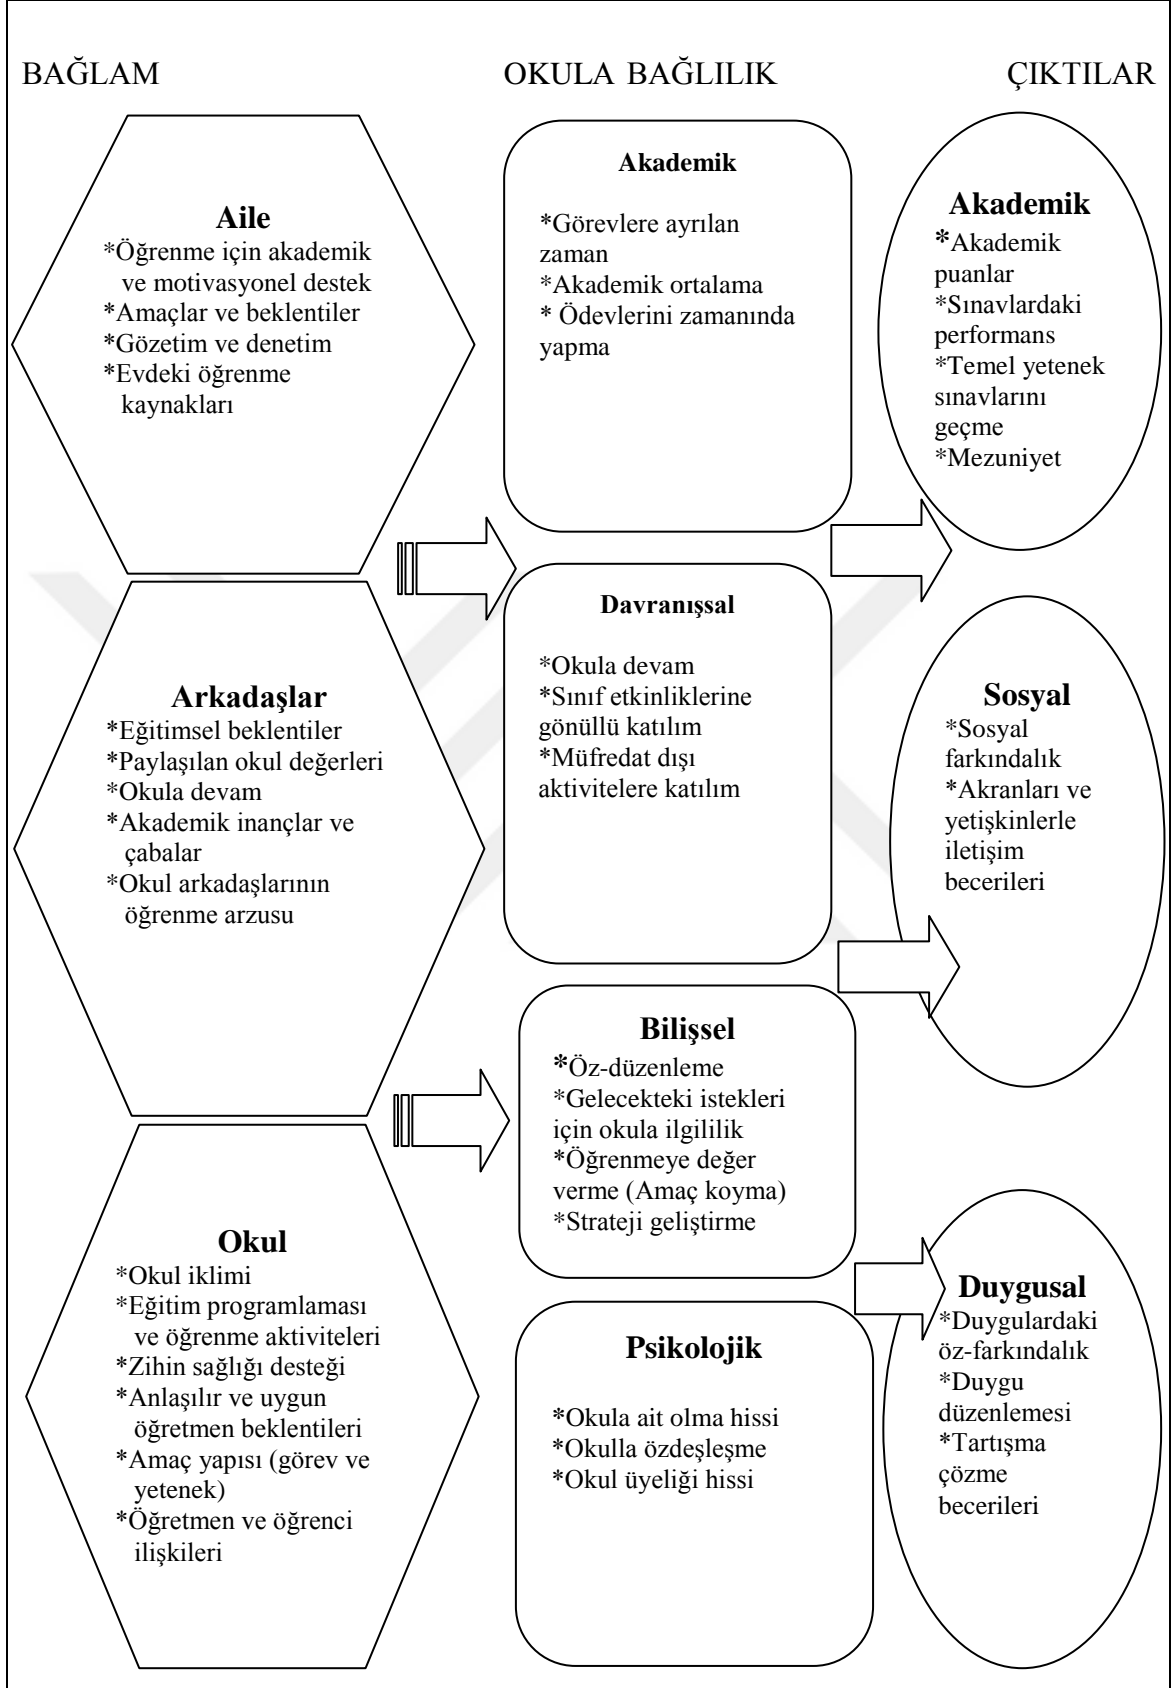 BAĞLAM
OKULA BAĞLILIK
ÇIKTILAR
Aile
*Öğrenme için akademik
ve motivasyonel destek
*Amaçlar ve beklentiler
*Gözetim ve denetim
*Evdeki öğrenme
kaynakları
Arkadaşlar
*Eğitimsel beklentiler
*Paylaşılan okul değerleri
*Okula devam
*Akademik inançlar ve
çabalar
*Okul arkadaşlarının
öğrenme arzusu
Okul
*Okul iklimi
*Eğitim programlaması
ve öğrenme aktiviteleri
*Zihin sağlığı desteği
*Anlaşılır ve uygun
öğretmen beklentileri
*Amaç yapısı (görev ve
yetenek)
*Öğretmen ve öğrenci
ilişkileri
Akademik
*Görevlere ayrılan
zaman
*Akademik ortalama
* Ödevlerini zamanında
yapma
Davranışsal
*Okula devam
*Sınıf etkinliklerine
gönüllü katılım
*Müfredat dışı
aktivitelere katılım
Bilişsel
*Öz-düzenleme
*Gelecekteki istekleri
için okula ilgililik
*Öğrenmeye değer
verme (Amaç koyma)
*Strateji geliştirme
Psikolojik
*Okula ait olma hissi
*Okulla özdeşleşme
*Okul üyeliği hissi
Akademik
*Akademik
puanlar
*Sınavlardaki
performans
*Temel yetenek
sınavlarını
geçme
*Mezuniyet
Sosyal
*Sosyal
farkındalık
*Akranları ve
yetişkinlerle
iletişim
becerileri
Duygusal
*Duygulardaki
öz-farkındalık
*Duygu
düzenlemesi
*Tartışma
çözme
becerileri